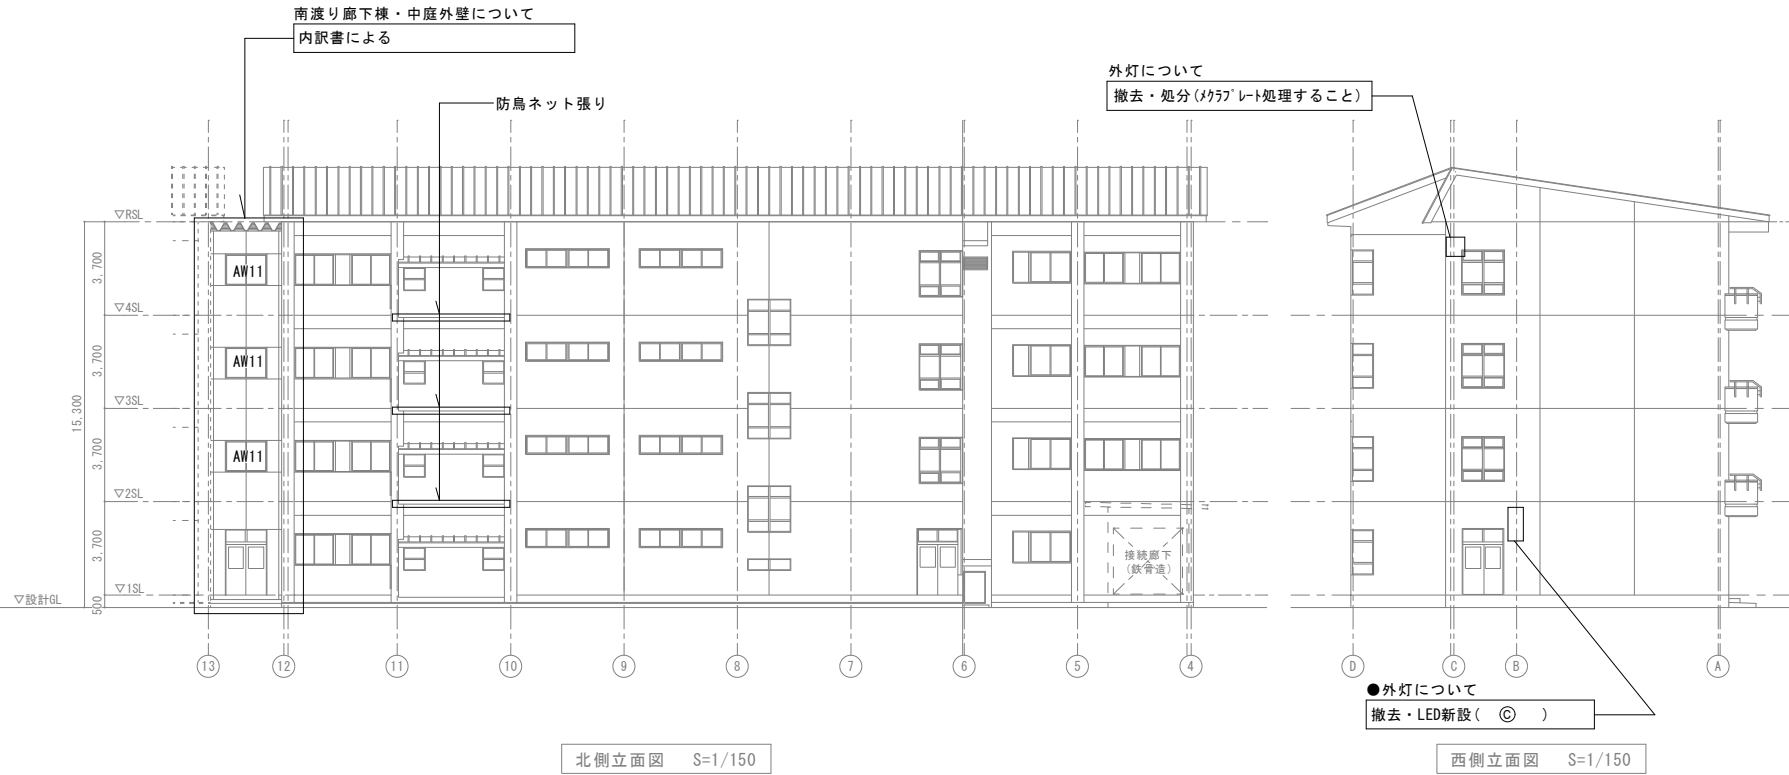 南渡り廊下棟・中庭外壁について
内訳書による
防鳥ネット張り
外灯について
撤去・処分(ﾒｸﾗﾌﾟﾚｰﾄ処理すること)
▽RSL
3,700
AW11
▽4SL
3,700
AW11
▽3SL
15,300
3,700
AW11
▽2SL
3,700
接続廊下
(鉄骨造)
▽1SL
▽設計GL
500
13 12 11 10 9 8 7 6 5 4
D C B A
●外灯について
撤去・LED新設( Ⓒ )
北側立面図 S=1/150
西側立面図 S=1/150